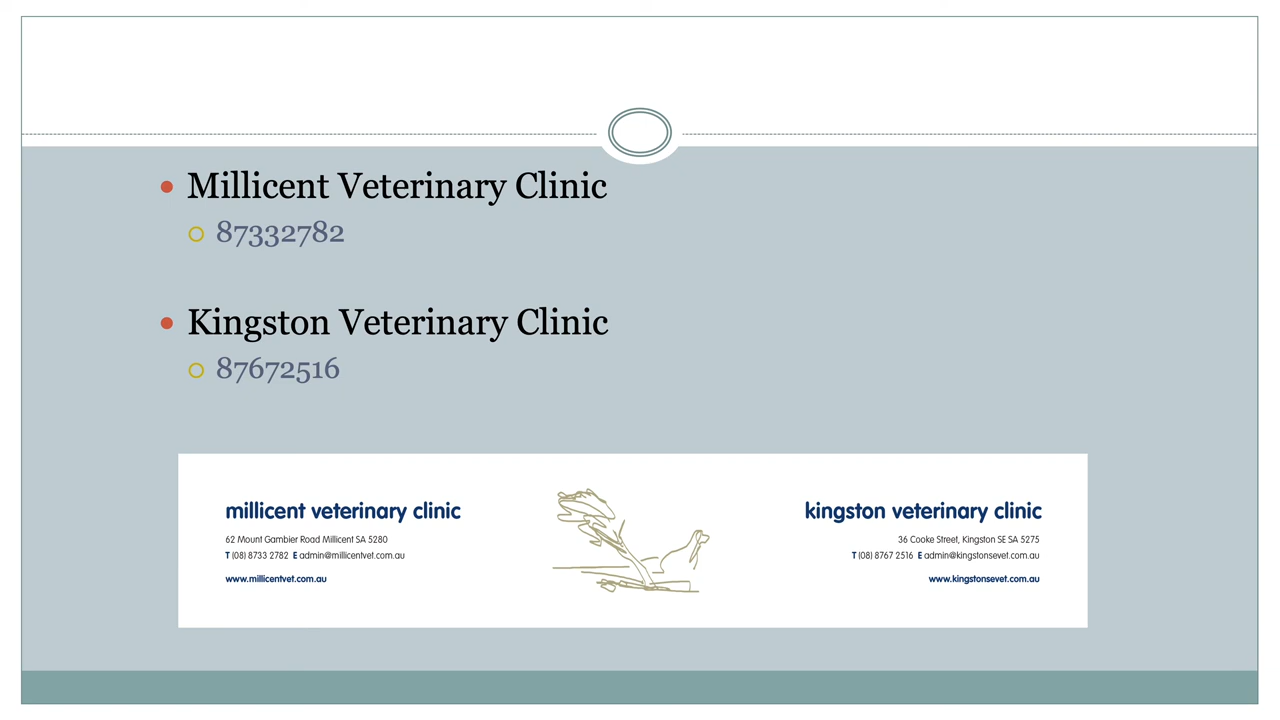 Millicent Veterinary Clinic
87332782
Kingston Veterinary Clinic
87672516
millicent veterinary clinic
62 Mount Gambier Road Millicent SA 5280
T (08) 8733 2782 E admin@millicentvet.com.au
www.millicentvet.com.au
kingston veterinary clinic
36 Cooke Street, Kingston SE SA 5275
T (08) 8767 2516 E admin@kingstonsevet.com.au
www.kingstonsevet.com.au